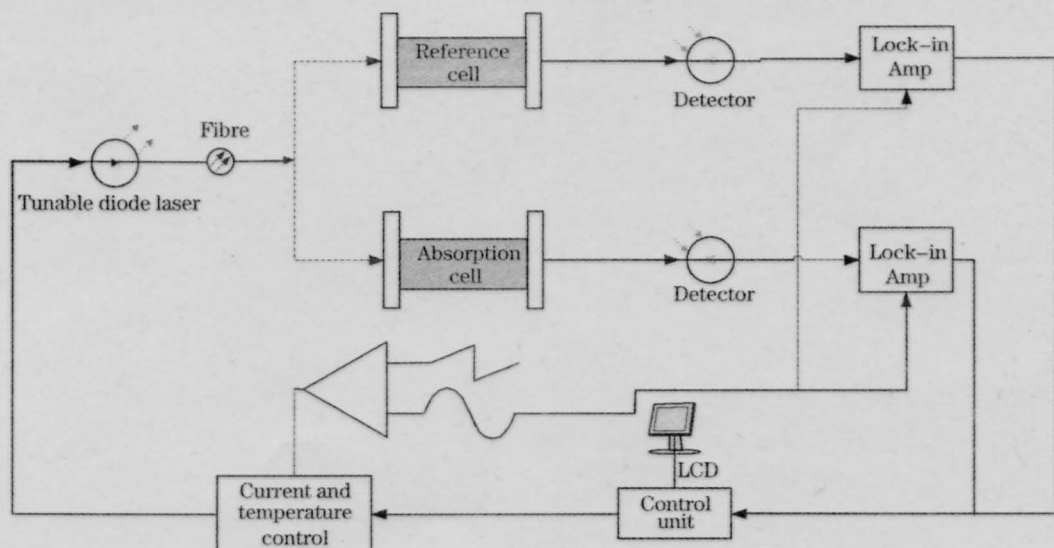 Reference
cell
Detector
Lock-in
Amp
Fibre
Tunable diode laser
Absorption
cell
Detector
Lock-in
Amp
LCD
Current and
temperature
control
Control
unit